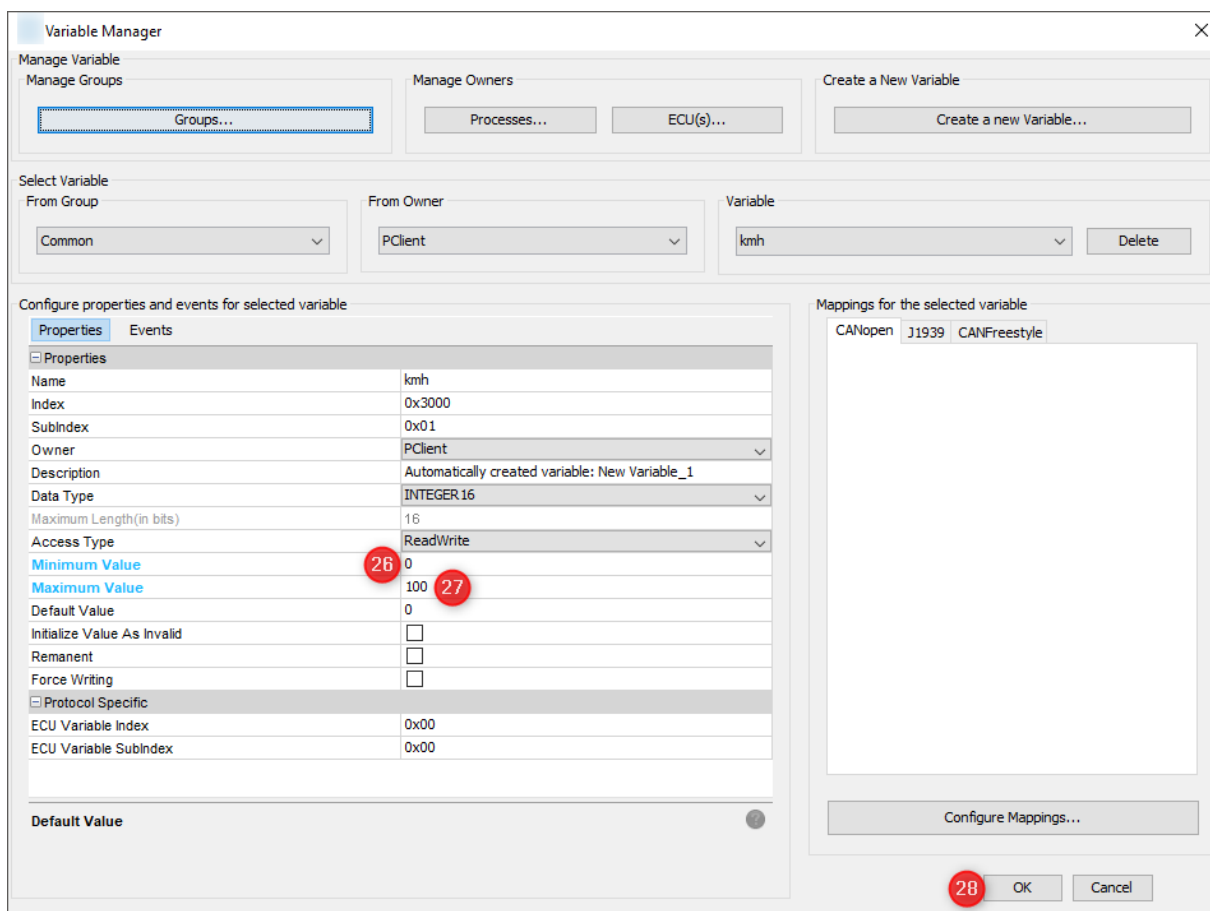 Variable Manager
Manage Variable
Manage Groups
Manage Owners
Create a New Variable
Groups...
Processes...
ECU(s)...
Create a new Variable...
Select Variable
From Group
From Owner
Variable
Common
PClient
kmh
Delete
Configure properties and events for selected variable
Mappings for the selected variable
Properties Events
CANopen J1939 CANFreestyle
Properties
Name kmh
Index 0x3000
SubIndex 0x01
Owner PClient
Description Automatically created variable: New Variable_1
Data Type INTEGER16
Maximum Length(in bits) 16
Access Type ReadWrite
Minimum Value 26 0
Maximum Value 100 27
Default Value 0
Initialize Value As Invalid
Remanent
Force Writing
Protocol Specific
ECU Variable Index 0x00
ECU Variable SubIndex 0x00
Default Value ?
Configure Mappings...
28 OK Cancel